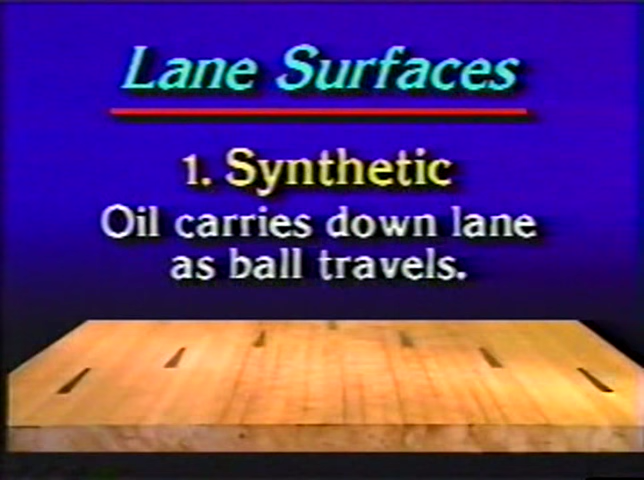 Lane Surfaces
1. Synthetic
Oil carries down lane
as ball travels.